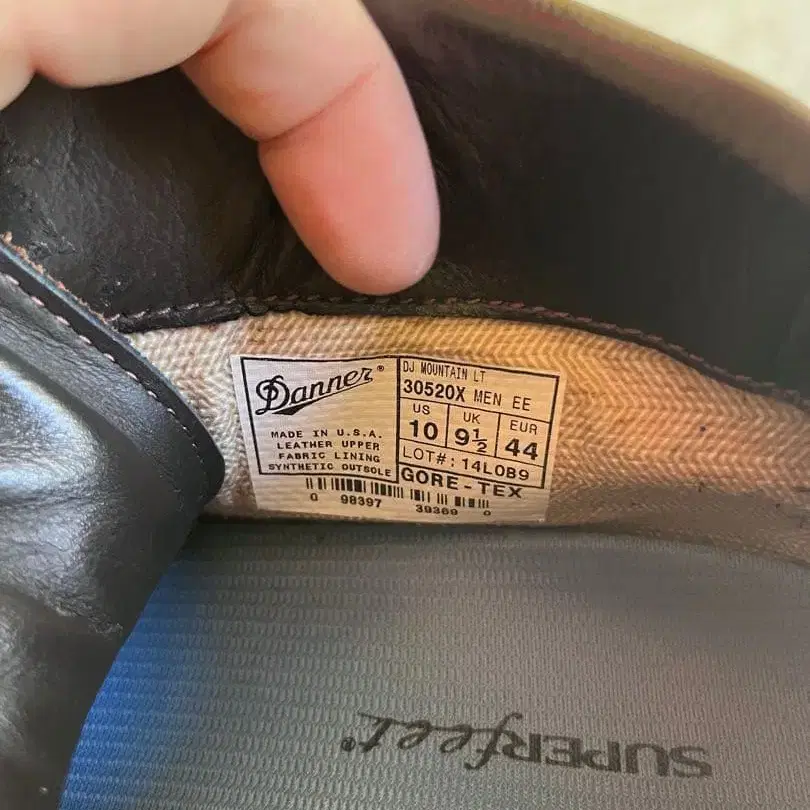 Danner®
MADE IN U.S.A.
LEATHER UPPER
FABRIC LINING
SYNTHETIC OUTSOLE
DJ MOUNTAIN LT
30520X MEN EE
US UK EUR
10 9½ 44
LOT#: 14L0B9
GORE-TEX
0 98397 39369 0
SUPERfeet®